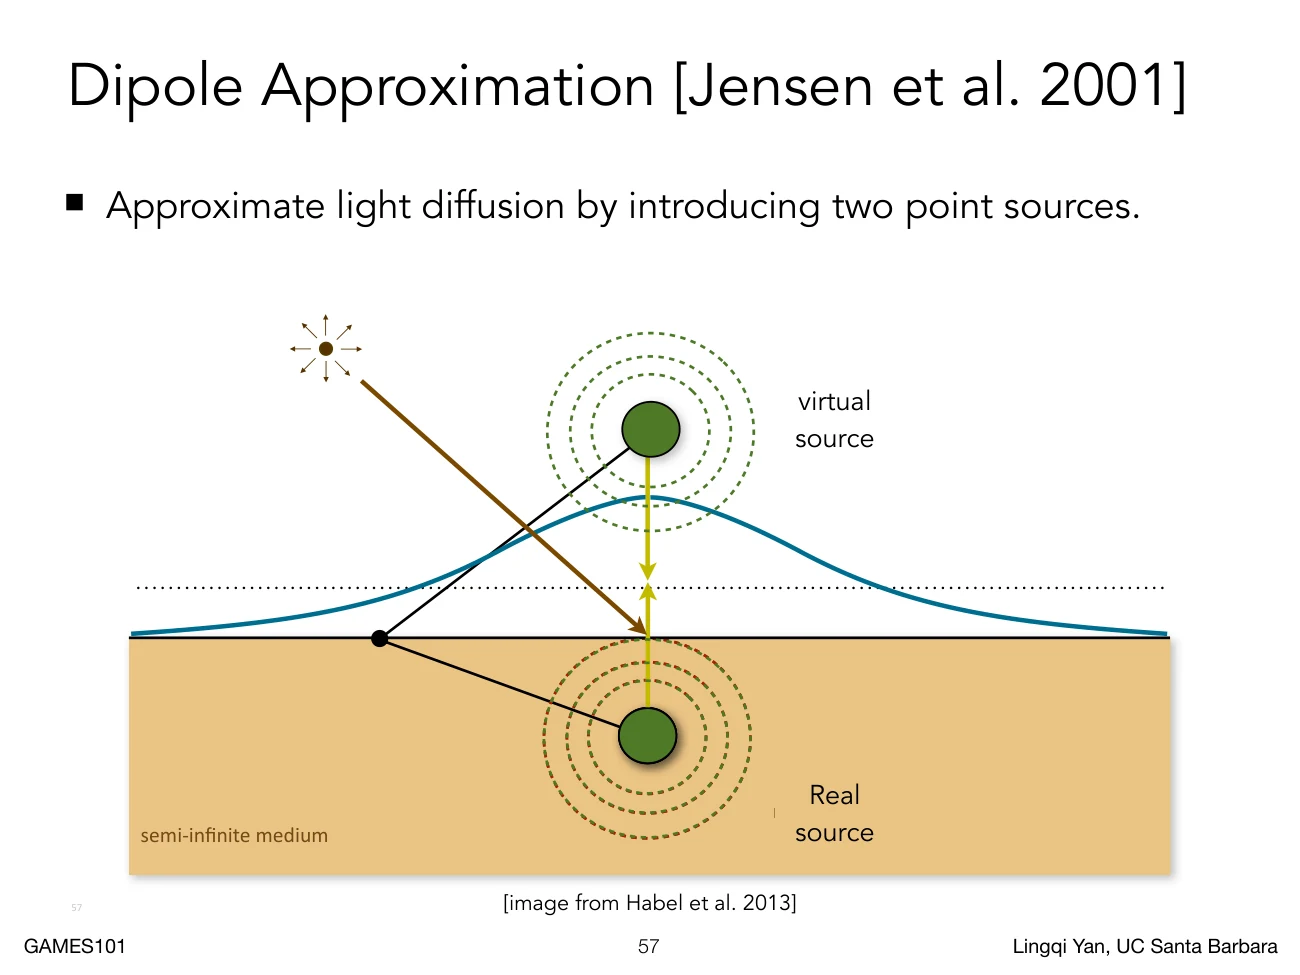 Dipole Approximation [Jensen et al. 2001]
■ Approximate light diffusion by introducing two point sources.
virtual
source
Real
source
semi-infinite medium
[image from Habel et al. 2013]
57
GAMES101
57
Lingqi Yan, UC Santa Barbara